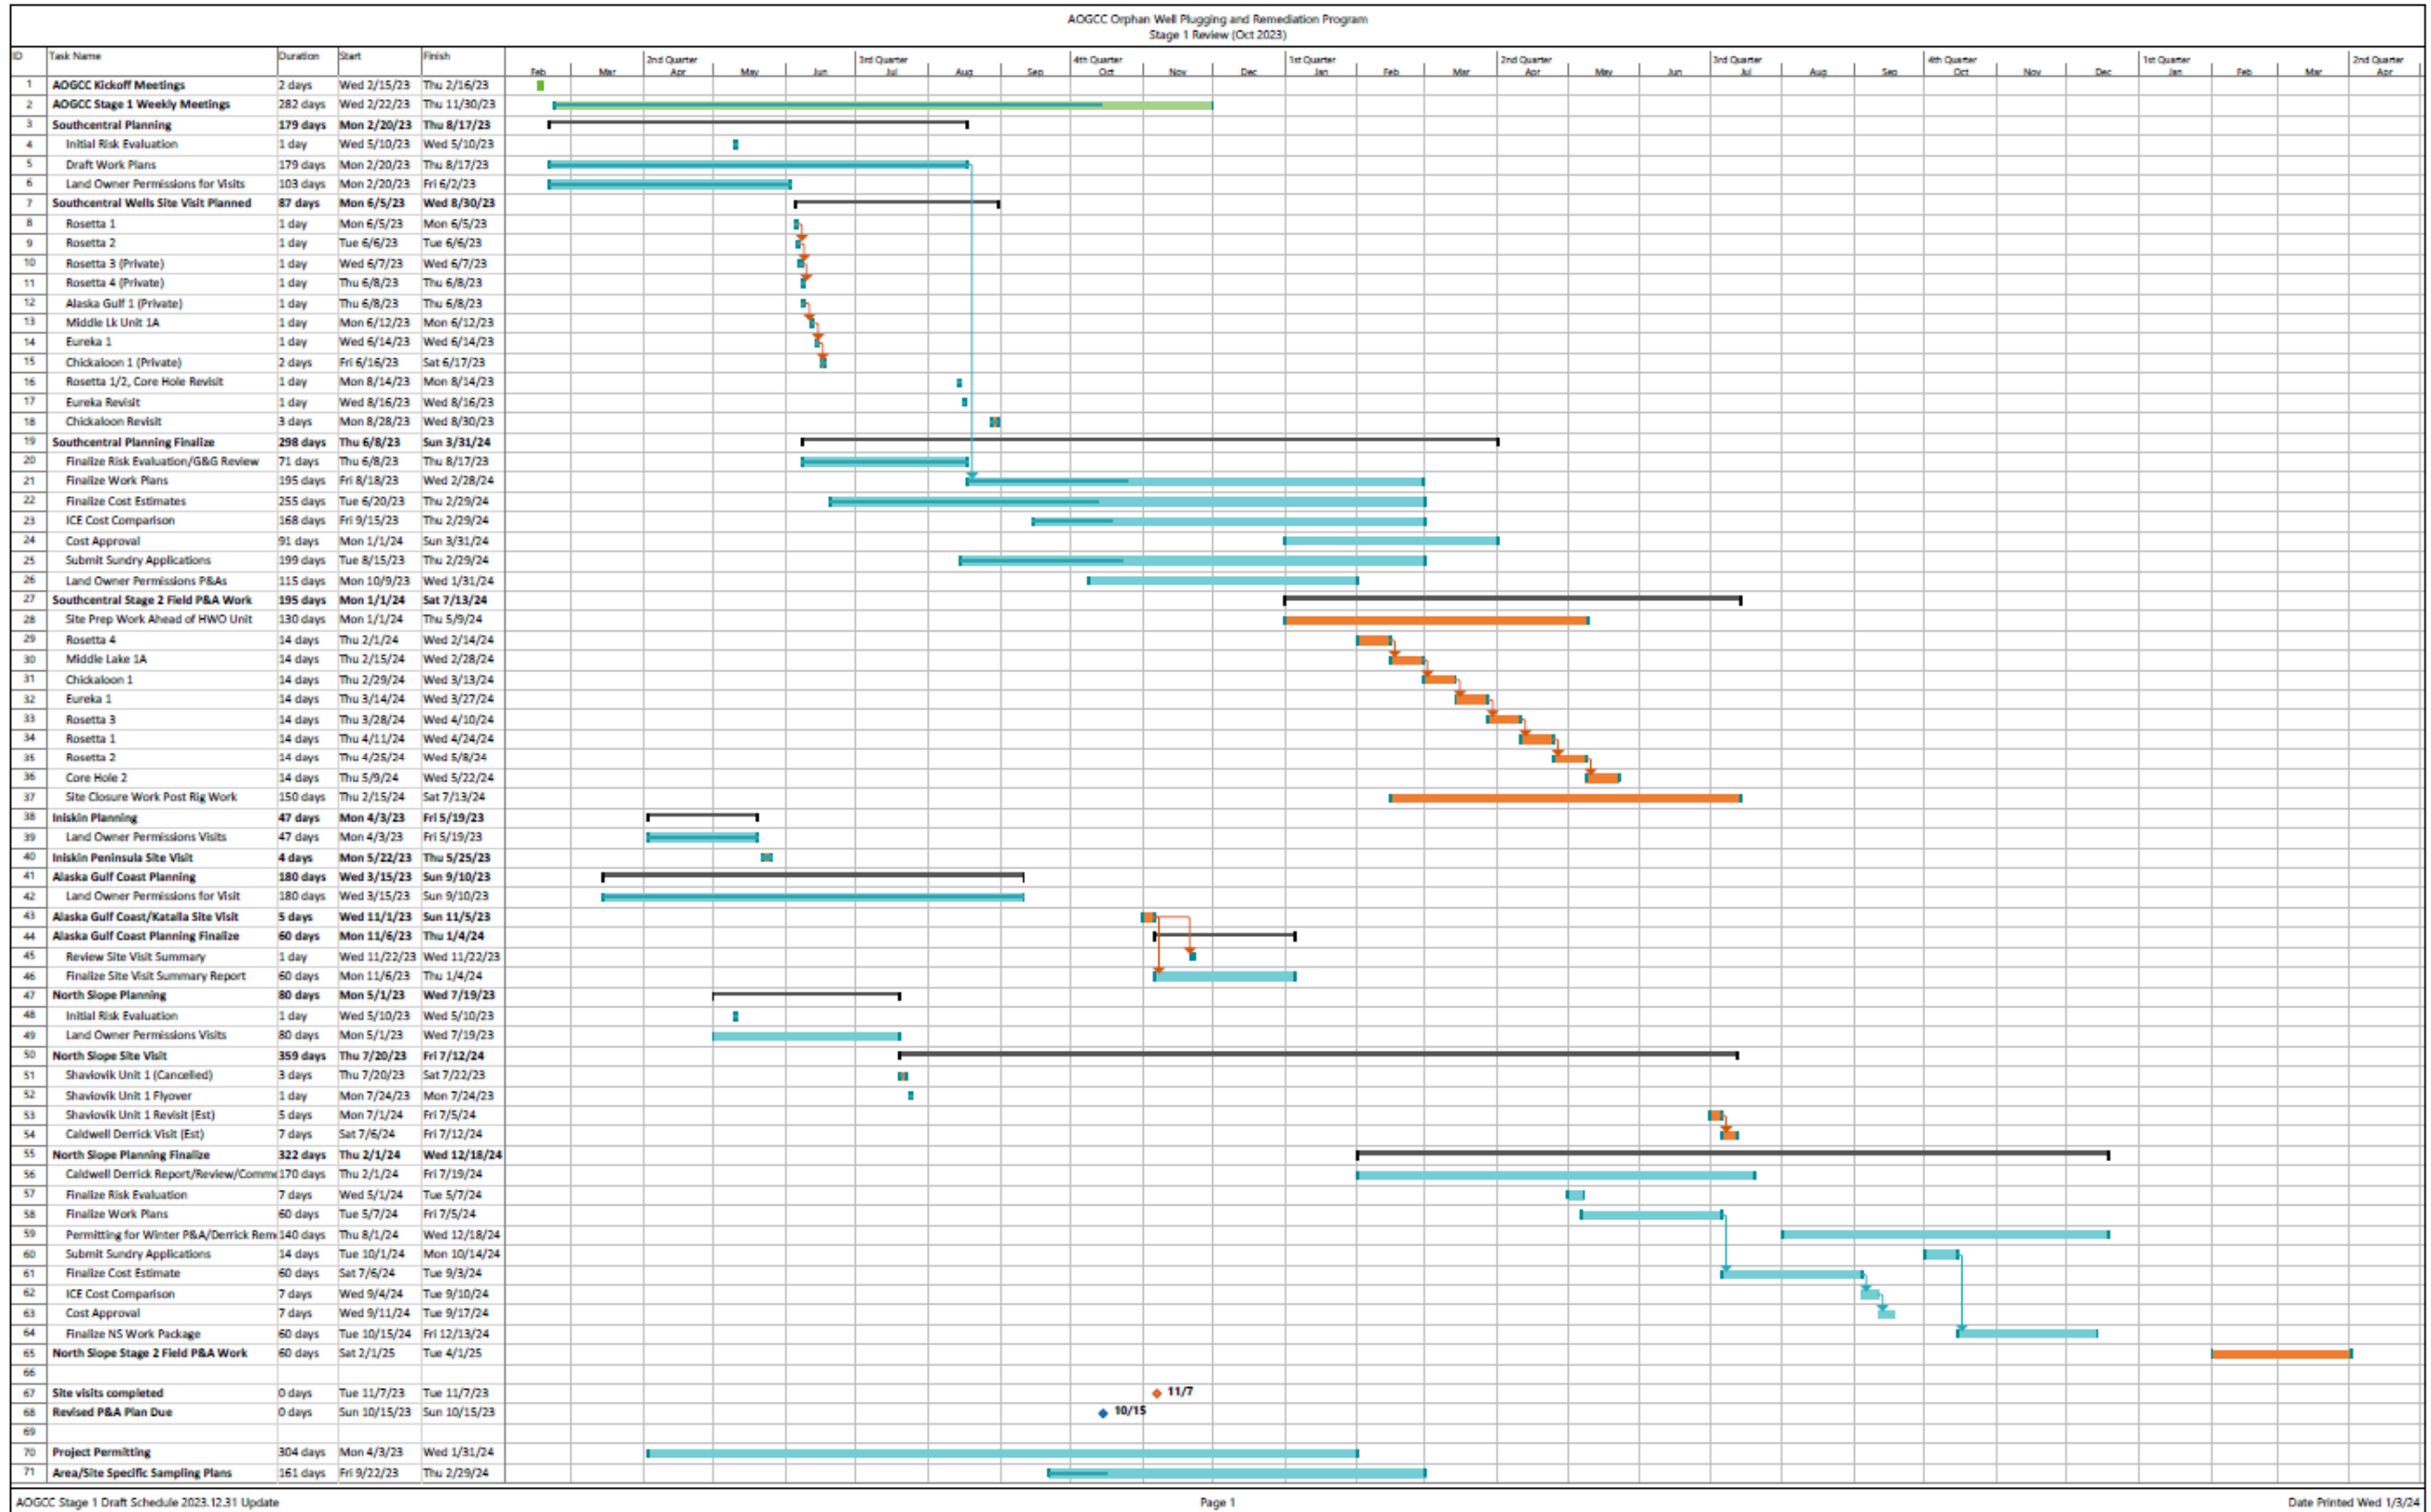 AOGCC Orphan Well Plugging and Remediation Program
Stage 1 Review (Oct 2023)
ID Task Name Duration Start Finish
2nd Quarter 3rd Quarter 4th Quarter 1st Quarter 2nd Quarter 3rd Quarter 4th Quarter 1st Quarter 2nd Quarter
Feb Mar Apr May Jun Jul Aug Sep Oct Nov Dec Jan Feb Mar Apr May Jun Jul Aug Sep Oct Nov Dec Jan Feb Mar Apr
1 AOGCC Kickoff Meetings 2 days Wed 2/15/23 Thu 2/16/23
2 AOGCC Stage 1 Weekly Meetings 282 days Wed 2/22/23 Thu 11/30/23
3 Southcentral Planning 179 days Mon 2/20/23 Thu 8/17/23
4 Initial Risk Evaluation 1 day Wed 5/10/23 Wed 5/10/23
5 Draft Work Plans 179 days Mon 2/20/23 Thu 8/17/23
6 Land Owner Permissions for Visits 103 days Mon 2/20/23 Fri 6/2/23
7 Southcentral Wells Site Visit Planned 87 days Mon 6/5/23 Wed 8/30/23
8 Rosetta 1 1 day Mon 6/5/23 Mon 6/5/23
9 Rosetta 2 1 day Tue 6/6/23 Tue 6/6/23
10 Rosetta 3 (Private) 1 day Wed 6/7/23 Wed 6/7/23
11 Rosetta 4 (Private) 1 day Thu 6/8/23 Thu 6/8/23
12 Alaska Gulf 1 (Private) 1 day Thu 6/8/23 Thu 6/8/23
13 Middle Lk Unit 1A 1 day Mon 6/12/23 Mon 6/12/23
14 Eureka 1 1 day Wed 6/14/23 Wed 6/14/23
15 Chickaloon 1 (Private) 2 days Fri 6/16/23 Sat 6/17/23
16 Rosetta 1/2, Core Hole Revisit 1 day Mon 8/14/23 Mon 8/14/23
17 Eureka Revisit 1 day Wed 8/16/23 Wed 8/16/23
18 Chickaloon Revisit 3 days Mon 8/28/23 Wed 8/30/23
19 Southcentral Planning Finalize 298 days Thu 6/8/23 Sun 3/31/24
20 Finalize Risk Evaluation/G&G Review 71 days Thu 6/8/23 Thu 8/17/23
21 Finalize Work Plans 195 days Fri 8/18/23 Wed 2/28/24
22 Finalize Cost Estimates 255 days Tue 6/20/23 Thu 2/29/24
23 ICE Cost Comparison 168 days Fri 9/15/23 Thu 2/29/24
24 Cost Approval 91 days Mon 1/1/24 Sun 3/31/24
25 Submit Sundry Applications 199 days Tue 8/15/23 Thu 2/29/24
26 Land Owner Permissions P&As 115 days Mon 10/9/23 Wed 1/31/24
27 Southcentral Stage 2 Field P&A Work 195 days Mon 1/1/24 Sat 7/13/24
28 Site Prep Work Ahead of HWO Unit 130 days Mon 1/1/24 Thu 5/9/24
29 Rosetta 4 14 days Thu 2/1/24 Wed 2/14/24
30 Middle Lake 1A 14 days Thu 2/15/24 Wed 2/28/24
31 Chickaloon 1 14 days Thu 2/29/24 Wed 3/13/24
32 Eureka 1 14 days Thu 3/14/24 Wed 3/27/24
33 Rosetta 3 14 days Thu 3/28/24 Wed 4/10/24
34 Rosetta 1 14 days Thu 4/11/24 Wed 4/24/24
35 Rosetta 2 14 days Thu 4/25/24 Wed 5/8/24
36 Core Hole 2 14 days Thu 5/9/24 Wed 5/22/24
37 Site Closure Work Post Rig Work 150 days Thu 2/15/24 Sat 7/13/24
38 Iniskin Planning 47 days Mon 4/3/23 Fri 5/19/23
39 Land Owner Permissions Visits 47 days Mon 4/3/23 Fri 5/19/23
40 Iniskin Peninsula Site Visit 4 days Mon 5/22/23 Thu 5/25/23
41 Alaska Gulf Coast Planning 180 days Wed 3/15/23 Sun 9/10/23
42 Land Owner Permissions for Visit 180 days Wed 3/15/23 Sun 9/10/23
43 Alaska Gulf Coast/Katalla Site Visit 5 days Wed 11/1/23 Sun 11/5/23
44 Alaska Gulf Coast Planning Finalize 60 days Mon 11/6/23 Thu 1/4/24
45 Review Site Visit Summary 1 day Wed 11/22/23 Wed 11/22/23
46 Finalize Site Visit Summary Report 60 days Mon 11/6/23 Thu 1/4/24
47 North Slope Planning 80 days Mon 5/1/23 Wed 7/19/23
48 Initial Risk Evaluation 1 day Wed 5/10/23 Wed 5/10/23
49 Land Owner Permissions Visits 80 days Mon 5/1/23 Wed 7/19/23
50 North Slope Site Visit 359 days Thu 7/20/23 Fri 7/12/24
51 Shaviovik Unit 1 (Cancelled) 3 days Thu 7/20/23 Sat 7/22/23
52 Shaviovik Unit 1 Flyover 1 day Mon 7/24/23 Mon 7/24/23
53 Shaviovik Unit 1 Revisit (Est) 5 days Mon 7/1/24 Fri 7/5/24
54 Caldwell Derrick Visit (Est) 7 days Sat 7/6/24 Fri 7/12/24
55 North Slope Planning Finalize 322 days Thu 2/1/24 Wed 12/18/24
56 Caldwell Derrick Report/Review/Comme 170 days Thu 2/1/24 Fri 7/19/24
57 Finalize Risk Evaluation 7 days Wed 5/1/24 Tue 5/7/24
58 Finalize Work Plans 60 days Tue 5/7/24 Fri 7/5/24
59 Permitting for Winter P&A/Derrick Rem 140 days Thu 8/1/24 Wed 12/18/24
60 Submit Sundry Applications 14 days Tue 10/1/24 Mon 10/14/24
61 Finalize Cost Estimate 60 days Sat 7/6/24 Tue 9/3/24
62 ICE Cost Comparison 7 days Wed 9/4/24 Tue 9/10/24
63 Cost Approval 7 days Wed 9/11/24 Tue 9/17/24
64 Finalize NS Work Package 60 days Tue 10/15/24 Fri 12/13/24
65 North Slope Stage 2 Field P&A Work 60 days Sat 2/1/25 Tue 4/1/25
66
67 Site visits completed 0 days Tue 11/7/23 Tue 11/7/23 11/7
68 Revised P&A Plan Due 0 days Sun 10/15/23 Sun 10/15/23 10/15
69
70 Project Permitting 304 days Mon 4/3/23 Wed 1/31/24
71 Area/Site Specific Sampling Plans 161 days Fri 9/22/23 Thu 2/29/24
AOGCC Stage 1 Draft Schedule 2023.12.31 Update Page 1 Date Printed Wed 1/3/24